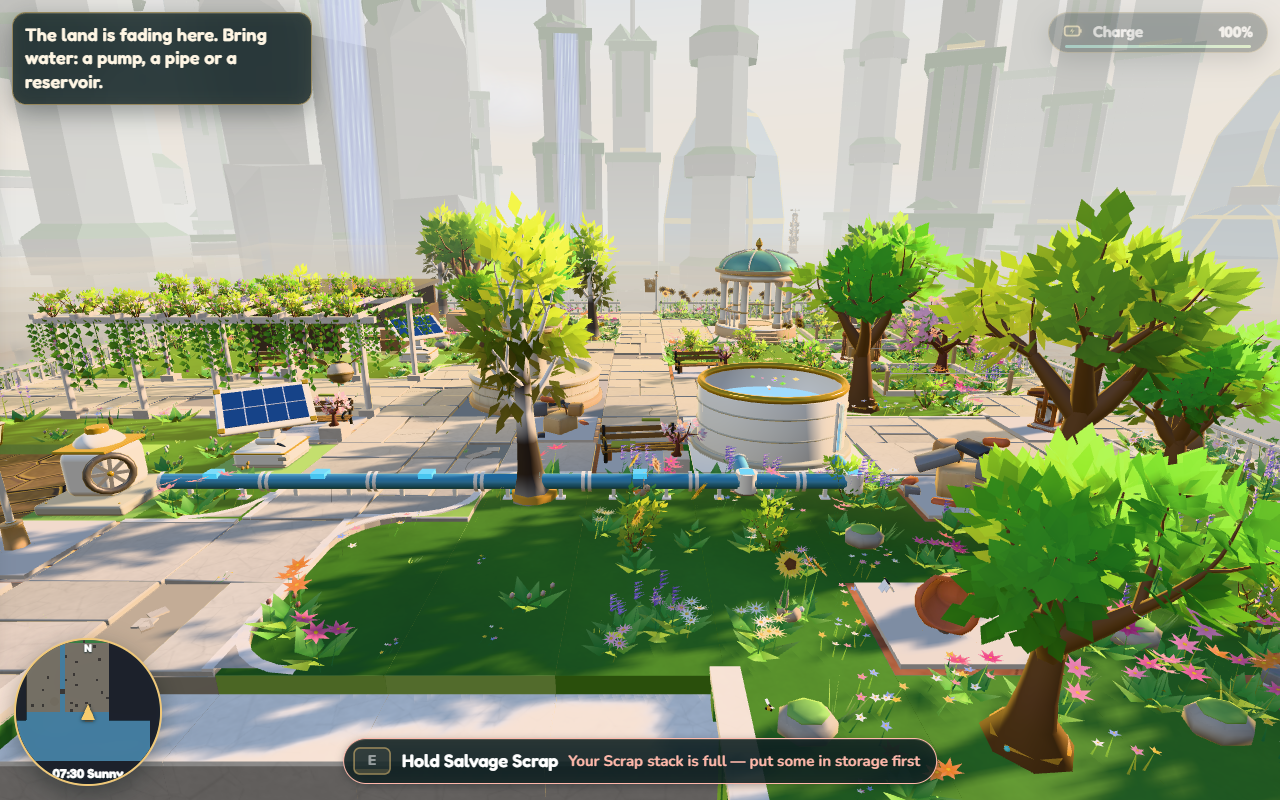 The land is fading here. Bring
water: a pump, a pipe or a
reservoir.
Charge 100%
N
07:30 Sunny
E Hold Salvage Scrap Your Scrap stack is full — put some in storage first